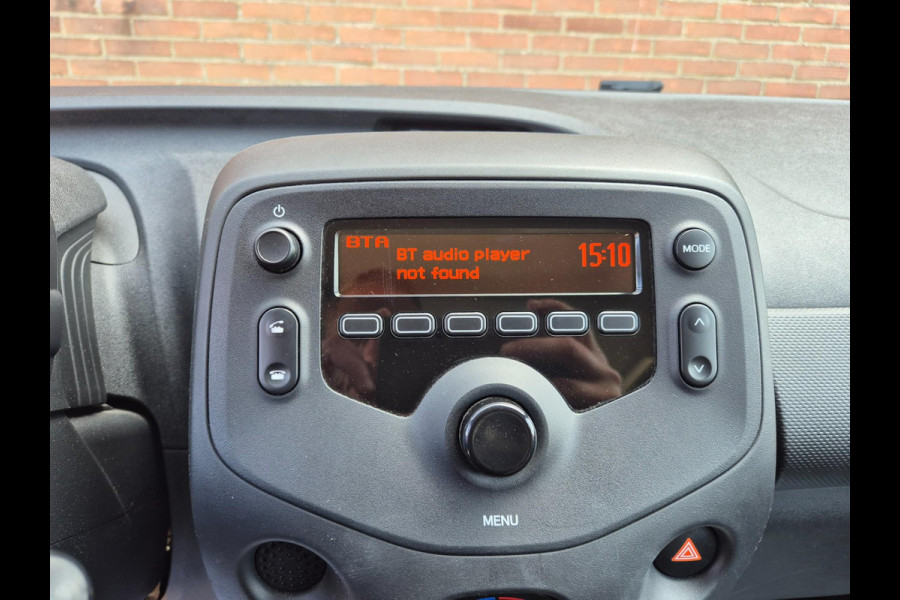 BTA
BT audio player
not found
15:10
MODE
MENU